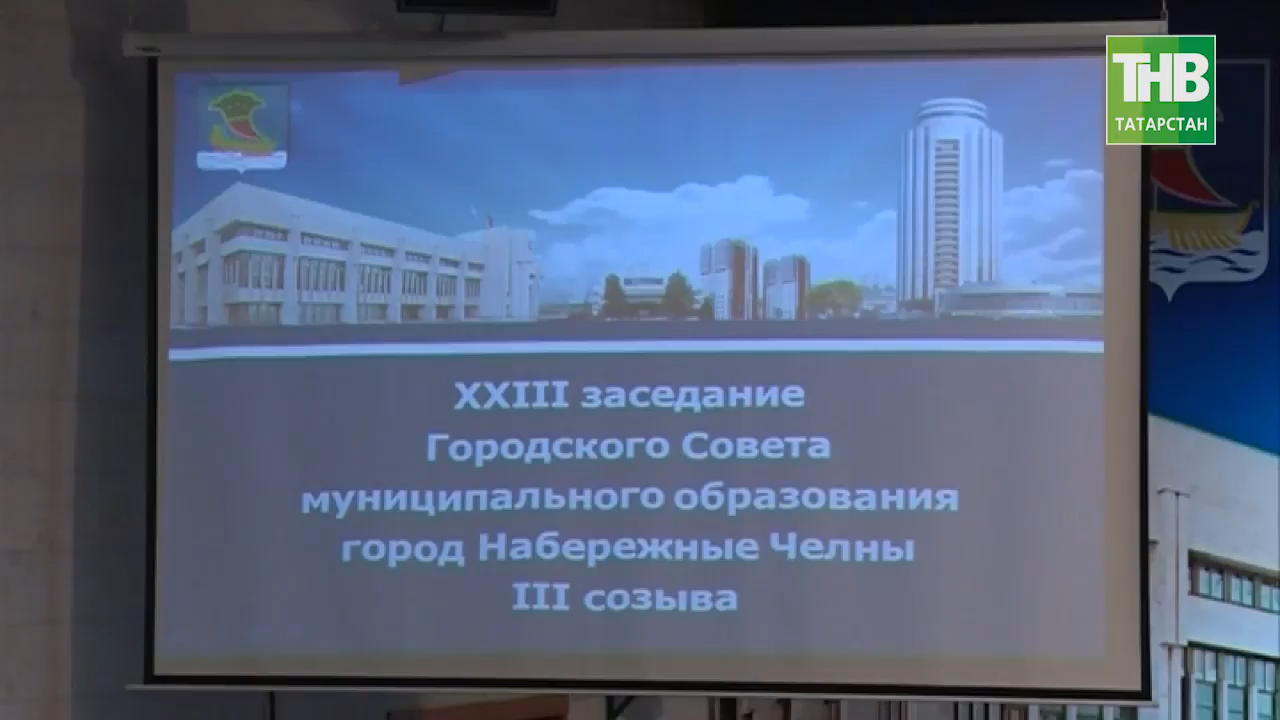 ТНВ
ТАТАРСТАН
XXIII заседание
Городского Совета
муниципального образования
город Набережные Челны
III созыва